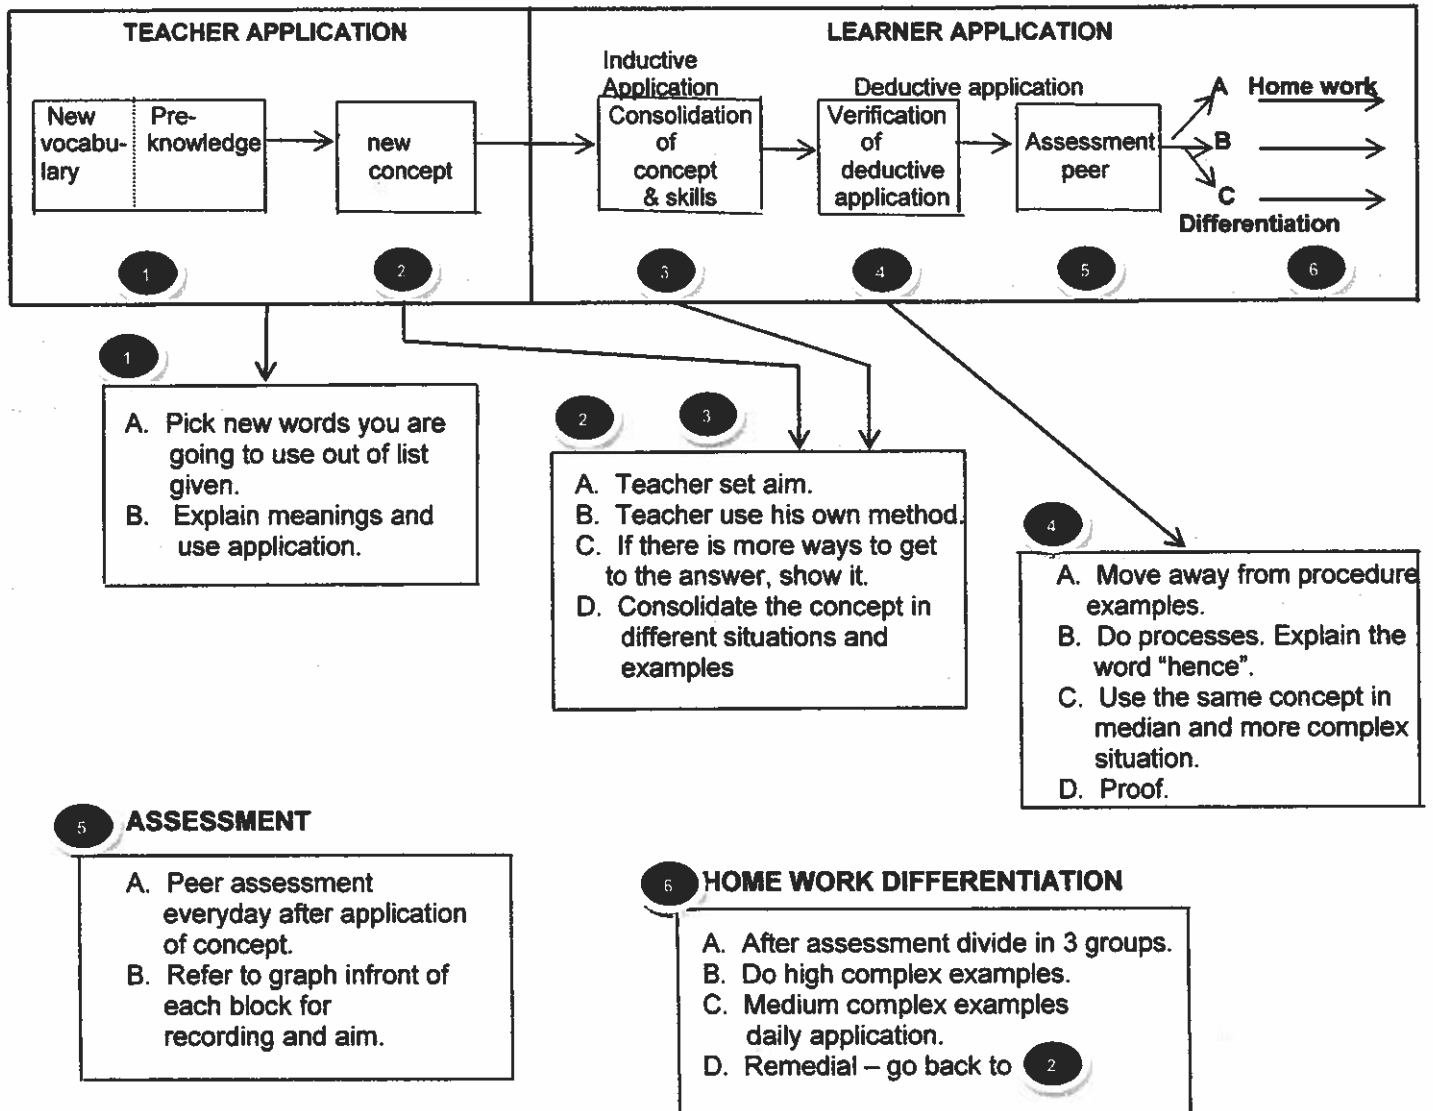 TEACHER APPLICATION
LEARNER APPLICATION
New
vocabu-
lary
Pre-
knowledge
new
concept
Inductive
Application
Consolidation
of
concept
& skills
Deductive application
Verification
of
deductive
application
Assessment
peer
A
B
C
Home work
Differentiation
1
2
3
4
5
6
1
A. Pick new words you are
going to use out of list
given.
B. Explain meanings and
use application.
2
3
A. Teacher set aim.
B. Teacher use his own method.
C. If there is more ways to get
to the answer, show it.
D. Consolidate the concept in
different situations and
examples
4
A. Move away from procedure
examples.
B. Do processes. Explain the
word “hence”.
C. Use the same concept in
median and more complex
situation.
D. Proof.
5 ASSESSMENT
A. Peer assessment
everyday after application
of concept.
B. Refer to graph infront of
each block for
recording and aim.
6 HOME WORK DIFFERENTIATION
A. After assessment divide in 3 groups.
B. Do high complex examples.
C. Medium complex examples
daily application.
D. Remedial – go back to 2